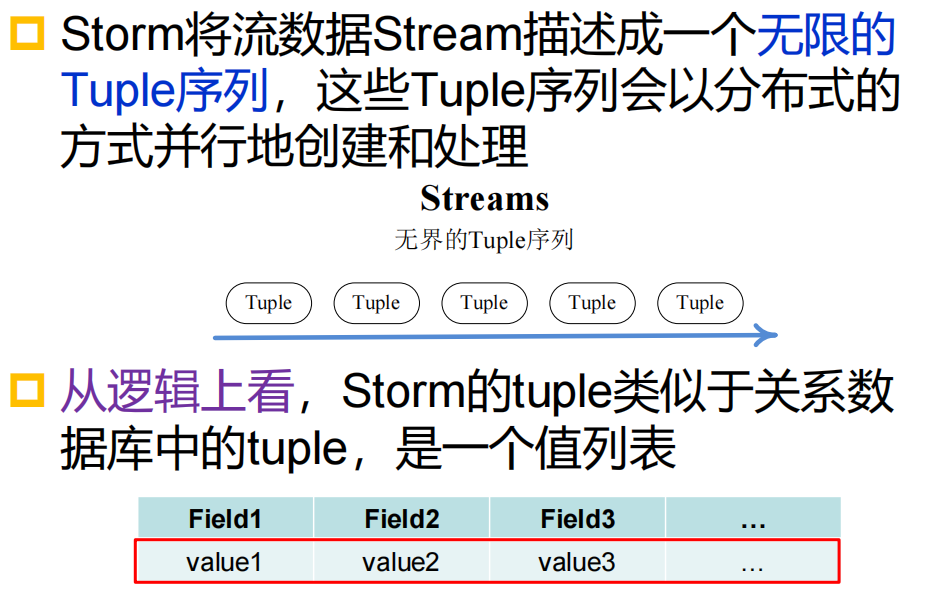 Storm将流数据Stream描述成一个无限的
Tuple序列，这些Tuple序列会以分布式的
方式并行地创建和处理
Streams
无界的Tuple序列
Tuple Tuple Tuple Tuple Tuple
从逻辑上看，Storm的tuple类似于关系数
据库中的tuple，是一个值列表
Field1 Field2 Field3 …
value1 value2 value3 …